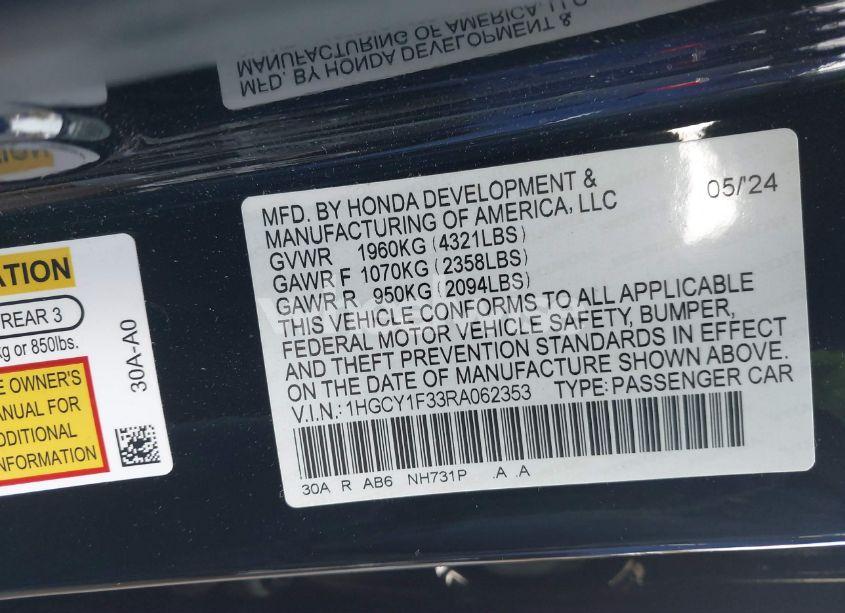 MANUFACTURING OF AMERICA, LLC
MFD. BY HONDA DEVELOPMENT &
MFD. BY HONDA DEVELOPMENT &
MANUFACTURING OF AMERICA, LLC
05/'24
GVWR 1960KG (4321LBS)
GAWR F 1070KG (2358LBS)
GAWR R 950KG (2094LBS)
THIS VEHICLE CONFORMS TO ALL APPLICABLE
FEDERAL MOTOR VEHICLE SAFETY, BUMPER,
AND THEFT PREVENTION STANDARDS IN EFFECT
ON THE DATE OF MANUFACTURE SHOWN ABOVE.
V.I.N.: 1HGCY1F33RA062353 TYPE: PASSENGER CAR
30A R AB6 NH731P .A .A
ATION
REAR 3
kg or 850lbs.
E OWNER'S
ANUAL FOR
DDITIONAL
NFORMATION
30A-A0